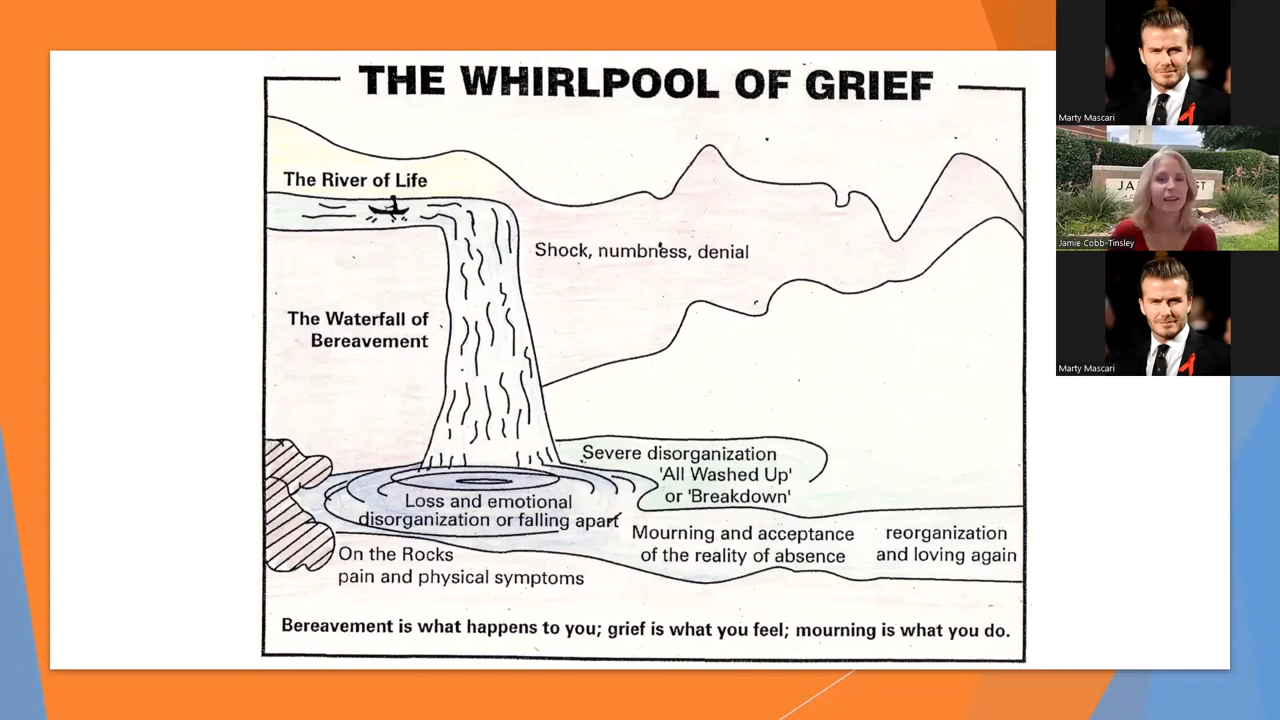 THE WHIRLPOOL OF GRIEF
The River of Life
Shock, numbness, denial
The Waterfall of
Bereavement
Severe disorganization
'All Washed Up'
or 'Breakdown'
Loss and emotional
disorganization or falling apart
Mourning and acceptance
of the reality of absence
reorganization
and loving again
On the Rocks
pain and physical symptoms
Bereavement is what happens to you; grief is what you feel; mourning is what you do.
Marty Mascari
JA
ST
Jamie Cobb-Tinsley
Marty Mascari